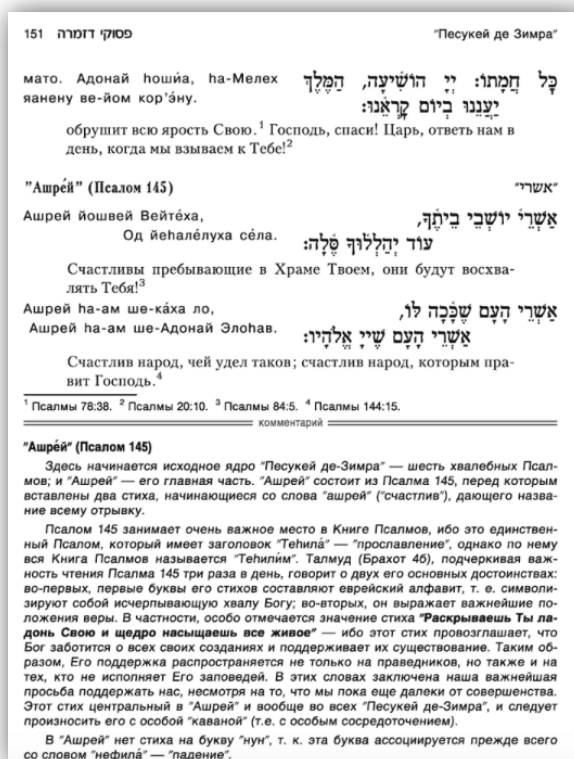 151 פסוקי דזמרה "Песукей де Зимра"
мато. Адонай hошиа, hа-Мелех כָּל חֲמָתוֹ: יְיָ הוֹשִׁיעָה, הַמֶּלֶךְ
яанену ве-йом кор'э́ну. יַעֲנֵנוּ בְיוֹם קָרְאֵנוּ:
обрушит всю ярость Свою.¹ Господь, спаси! Царь, ответь нам в
день, когда мы взываем к Тебе!²
"Ашре́й" (Псалом 145) "אשרי"
Ашрей йошвей Вейте́ха, אַשְׁרֵי יוֹשְׁבֵי בֵיתֶךָ,
Од йеhале́луха се́ла. עוֹד יְהַלְלוּךָ סֶּלָה:
Счастливы пребывающие в Храме Твоем, они будут восхва-
лять Тебя!³
Ашрей hа-ам ше-ка́ха ло, אַשְׁרֵי הָעָם שֶׁכָּכָה לּוֹ,
Ашрей hа-ам ше-Адонай Элоhав. אַשְׁרֵי הָעָם שֶׁיְיָ אֱלֹהָיו:
Счастлив народ, чей удел таков; счастлив народ, которым пра-
вит Господь.⁴
¹ Псалмы 78:38. ² Псалмы 20:10. ³ Псалмы 84:5. ⁴ Псалмы 144:15.
комментарий
"Ашре́й" (Псалом 145)
Здесь начинается исходное ядро "Песукей де-Зимра" — шесть хвалебных Псал-
мов; и "Ашрей" — его главная часть. "Ашрей" состоит из Псалма 145, перед которым
вставлены два стиха, начинающиеся со слова "ашрей" ("счастлив"), дающего назва-
ние всему отрывку.
Псалом 145 занимает очень важное место в Книге Псалмов, ибо это единствен-
ный Псалом, который имеет заголовок "Теhила́" — "прославление", однако по нему
вся Книга Псалмов называется "Теhили́м". Талмуд (Брахот 4б), подчеркивая важ-
ность чтения Псалма 145 три раза в день, говорит о двух его основных достоинствах:
во-первых, первые буквы его стихов составляют еврейский алфавит, т. е. символи-
зируют собой исчерпывающую хвалу Богу; во-вторых, он выражает важнейшие по-
ложения веры. В частности, особо отмечается значение стиха "Раскрываешь Ты ла-
донь Свою и щедро насыщаешь все живое" — ибо этот стих провозглашает, что
Бог заботится о всех своих созданиях и поддерживает их существование. Таким об-
разом, Его поддержка распространяется не только на праведников, но также и на
тех, кто не исполняет Его заповедей. В этих словах заключена наша важнейшая
просьба поддержать нас, несмотря на то, что мы пока еще далеки от совершенства.
Этот стих центральный в "Ашрей" и вообще во всех "Песукей де-Зимра", и следует
произносить его с особой "каваной" (т.е. с особым сосредоточением).
В "Ашрей" нет стиха на букву "нун", т. к. эта буква ассоциируется прежде всего
со словом "нефила́" — "падение".